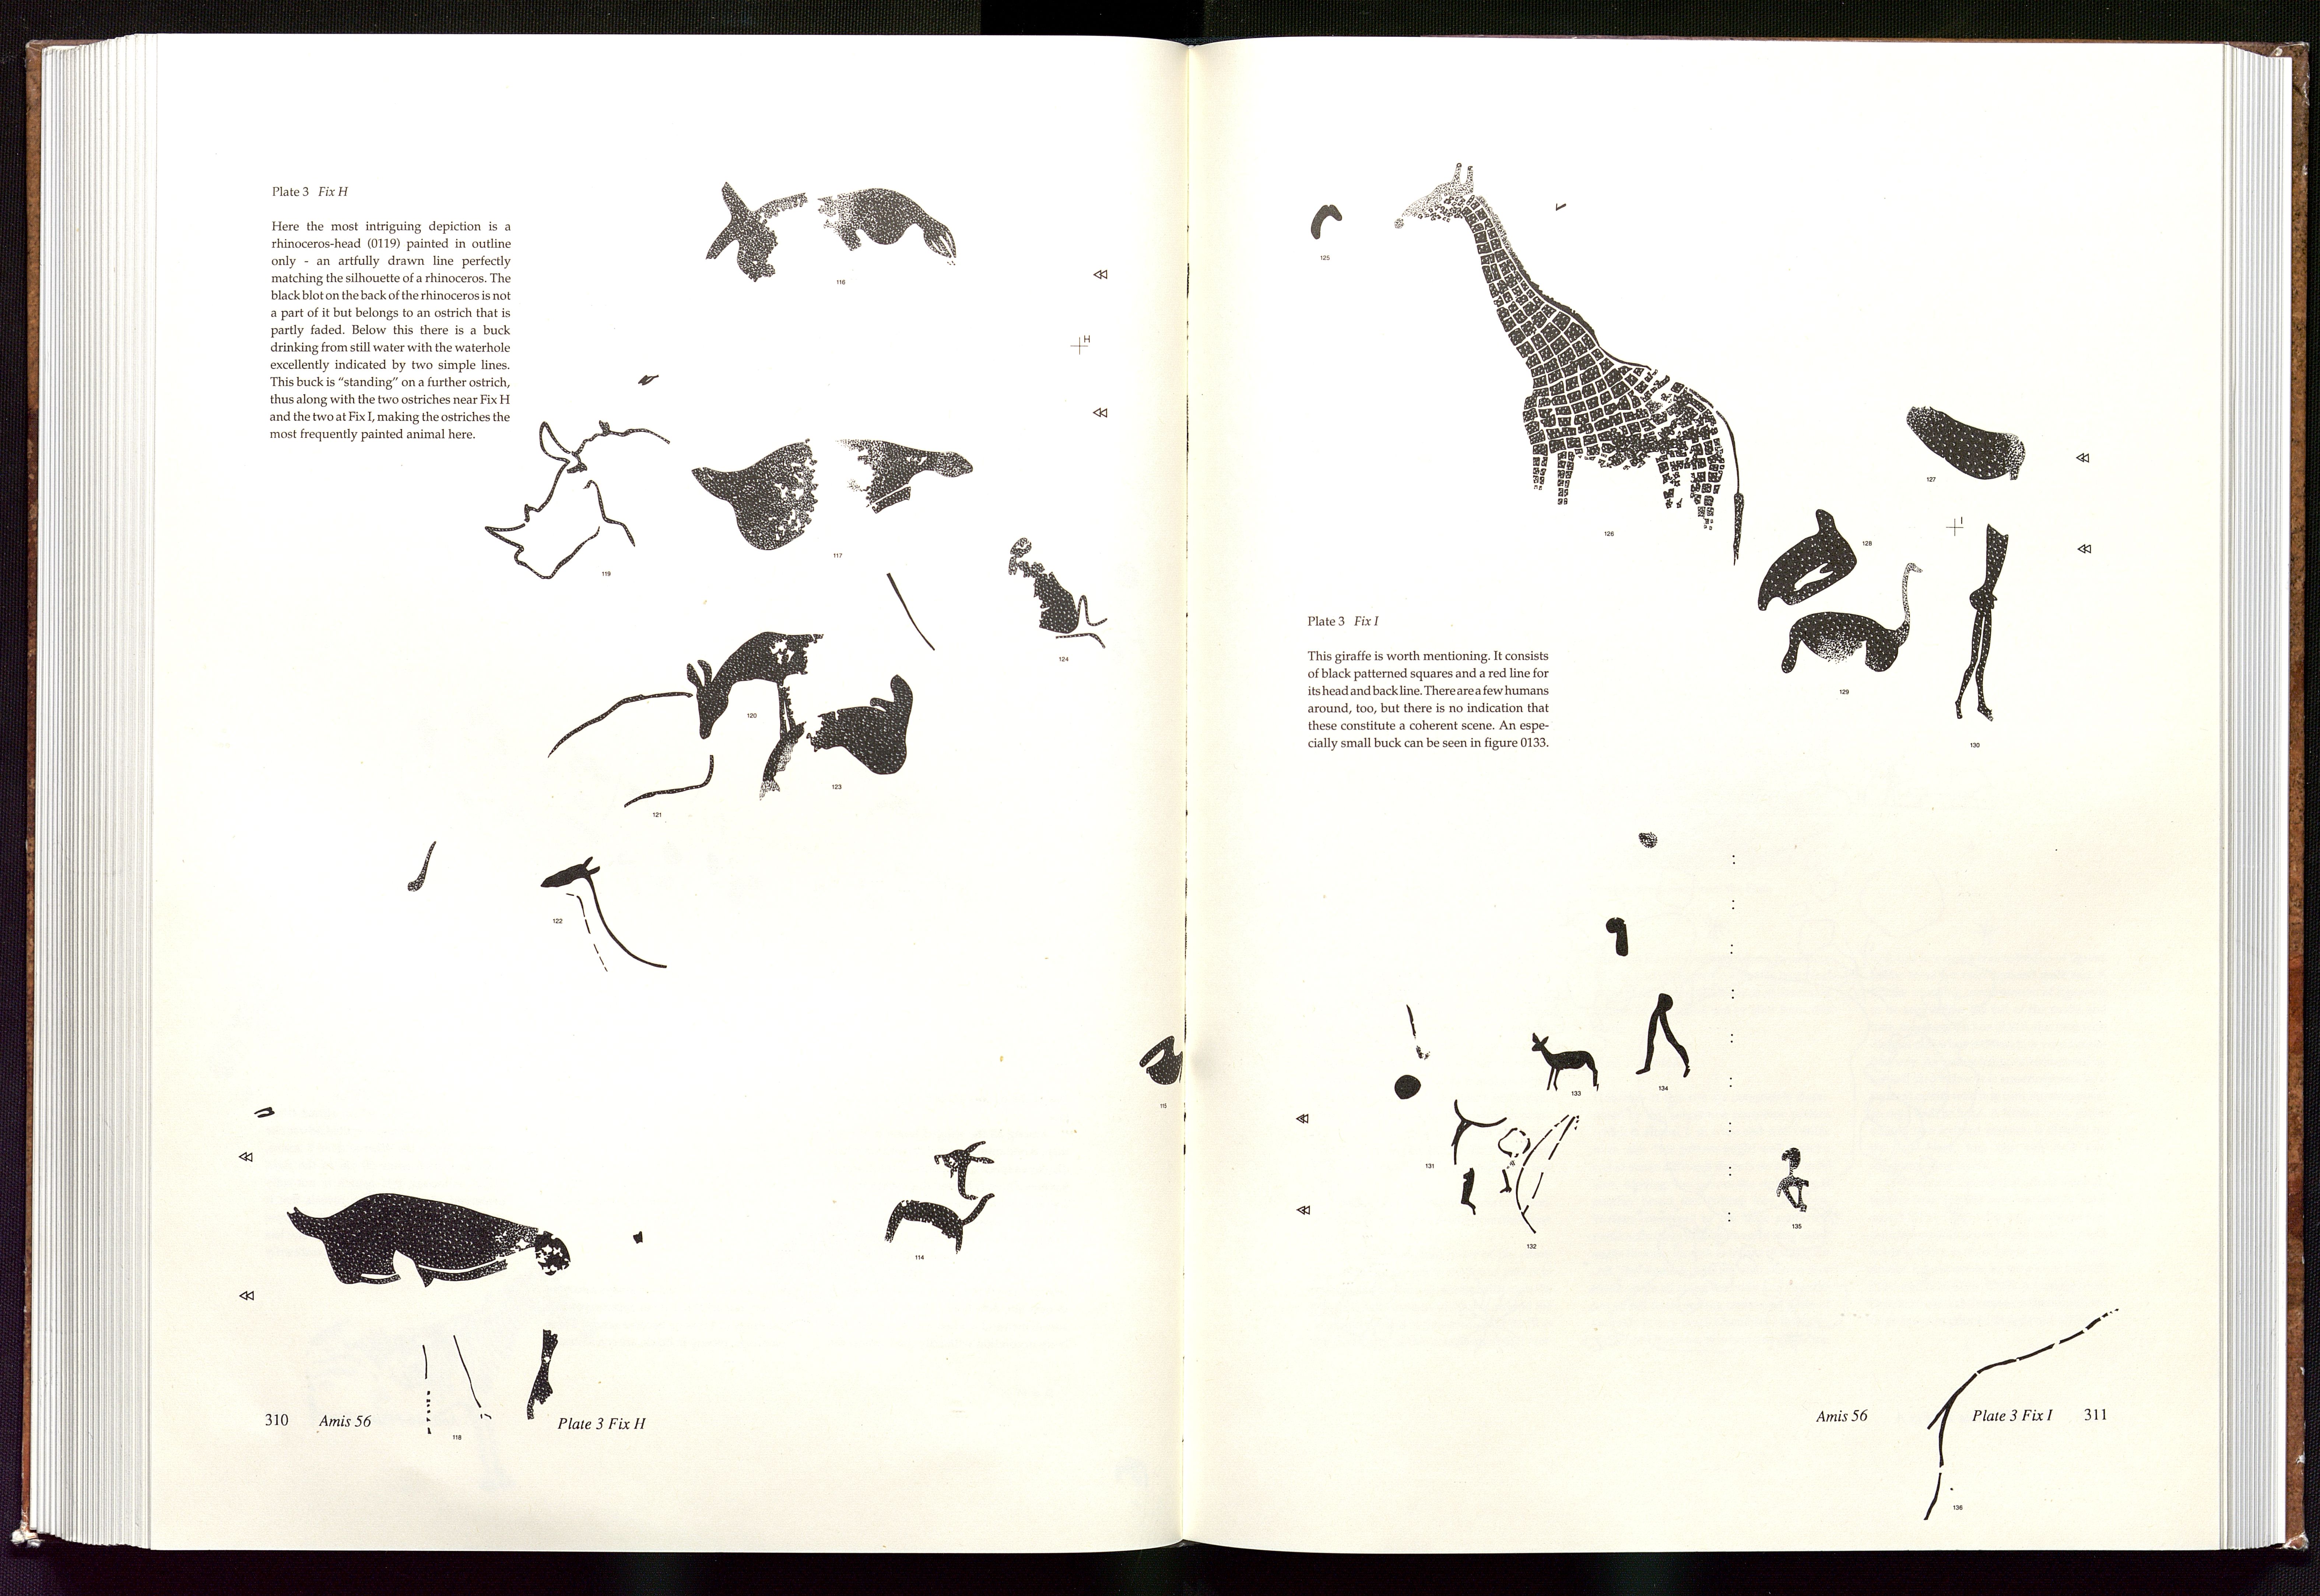 Plate 3 Fix H
Here the most intriguing depiction is a
rhinoceros-head (0119) painted in outline
only - an artfully drawn line perfectly
matching the silhouette of a rhinoceros. The
black blot on the back of the rhinoceros is not
a part of it but belongs to an ostrich that is
partly faded. Below this there is a buck
drinking from still water with the waterhole
excellently indicated by two simple lines.
This buck is “standing” on a further ostrich,
thus along with the two ostriches near Fix H
and the two at Fix I, making the ostriches the
most frequently painted animal here.
116
H
119
117
124
120
123
121
122
115
114
118
310 Amis 56 Plate 3 Fix H
125
126
127
I
128
129
130
Plate 3 Fix I
This giraffe is worth mentioning. It consists
of black patterned squares and a red line for
its head and back line. There are a few humans
around, too, but there is no indication that
these constitute a coherent scene. An espe-
cially small buck can be seen in figure 0133.
133
134
131
132
135
Amis 56 Plate 3 Fix I 311
136